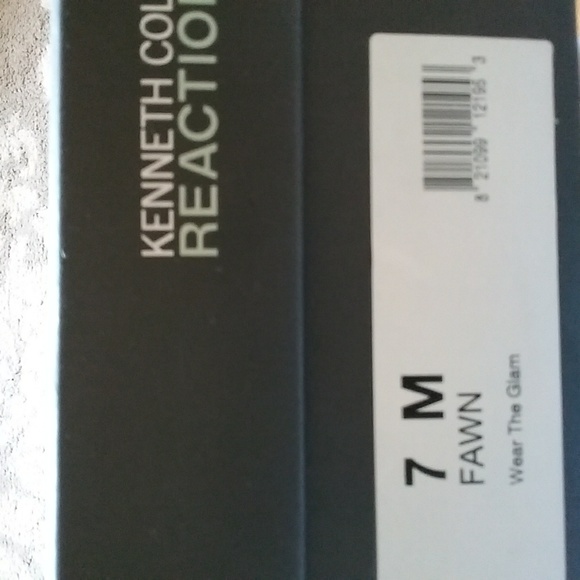 KENNETH COL
REACTIO
7 M
FAWN
Wear The Glam
8 21099 12195 3